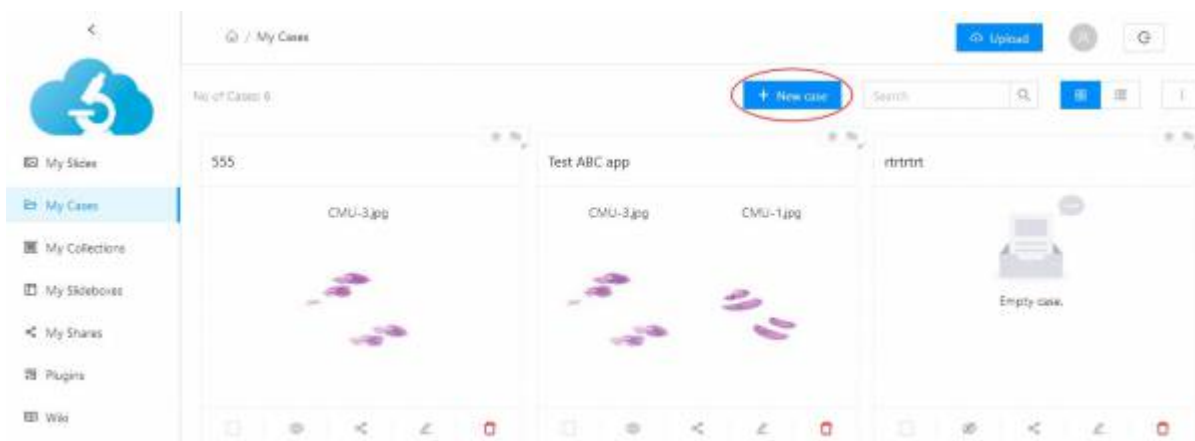 / My Cases
Upload
No of Cases: 6
+ New case
Search
My Slides
My Cases
My Collections
My Slideboxes
My Shares
Plugins
Wiki
555
CMU-3.jpg
Test ABC app
CMU-3.jpg CMU-1.jpg
rtrtrtrt
Empty case.